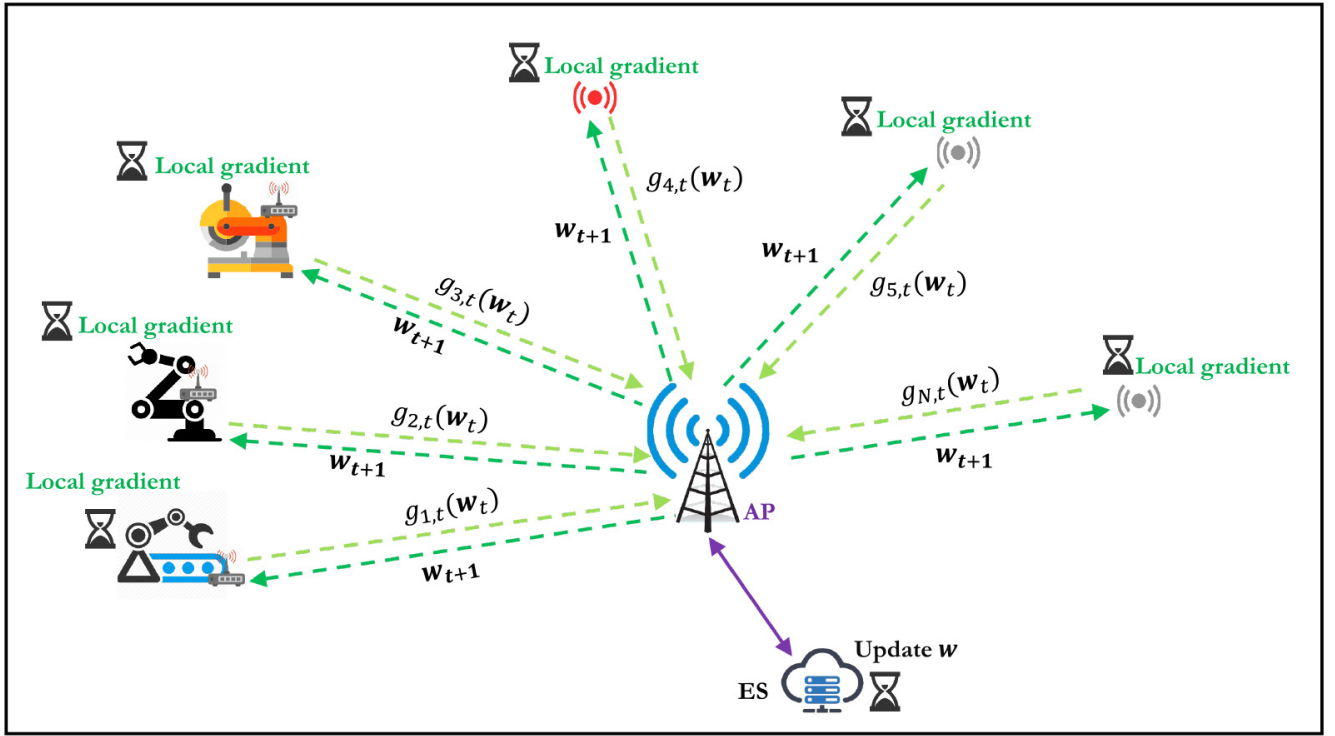 Local gradient
Local gradient
g4,t(wt)
wt+1
Local gradient
g3,t(wt)
wt+1
wt+1
g5,t(wt)
Local gradient
g2,t(wt)
wt+1
Local gradient
gN,t(wt)
wt+1
Local gradient
g1,t(wt)
wt+1
AP
Update w
ES